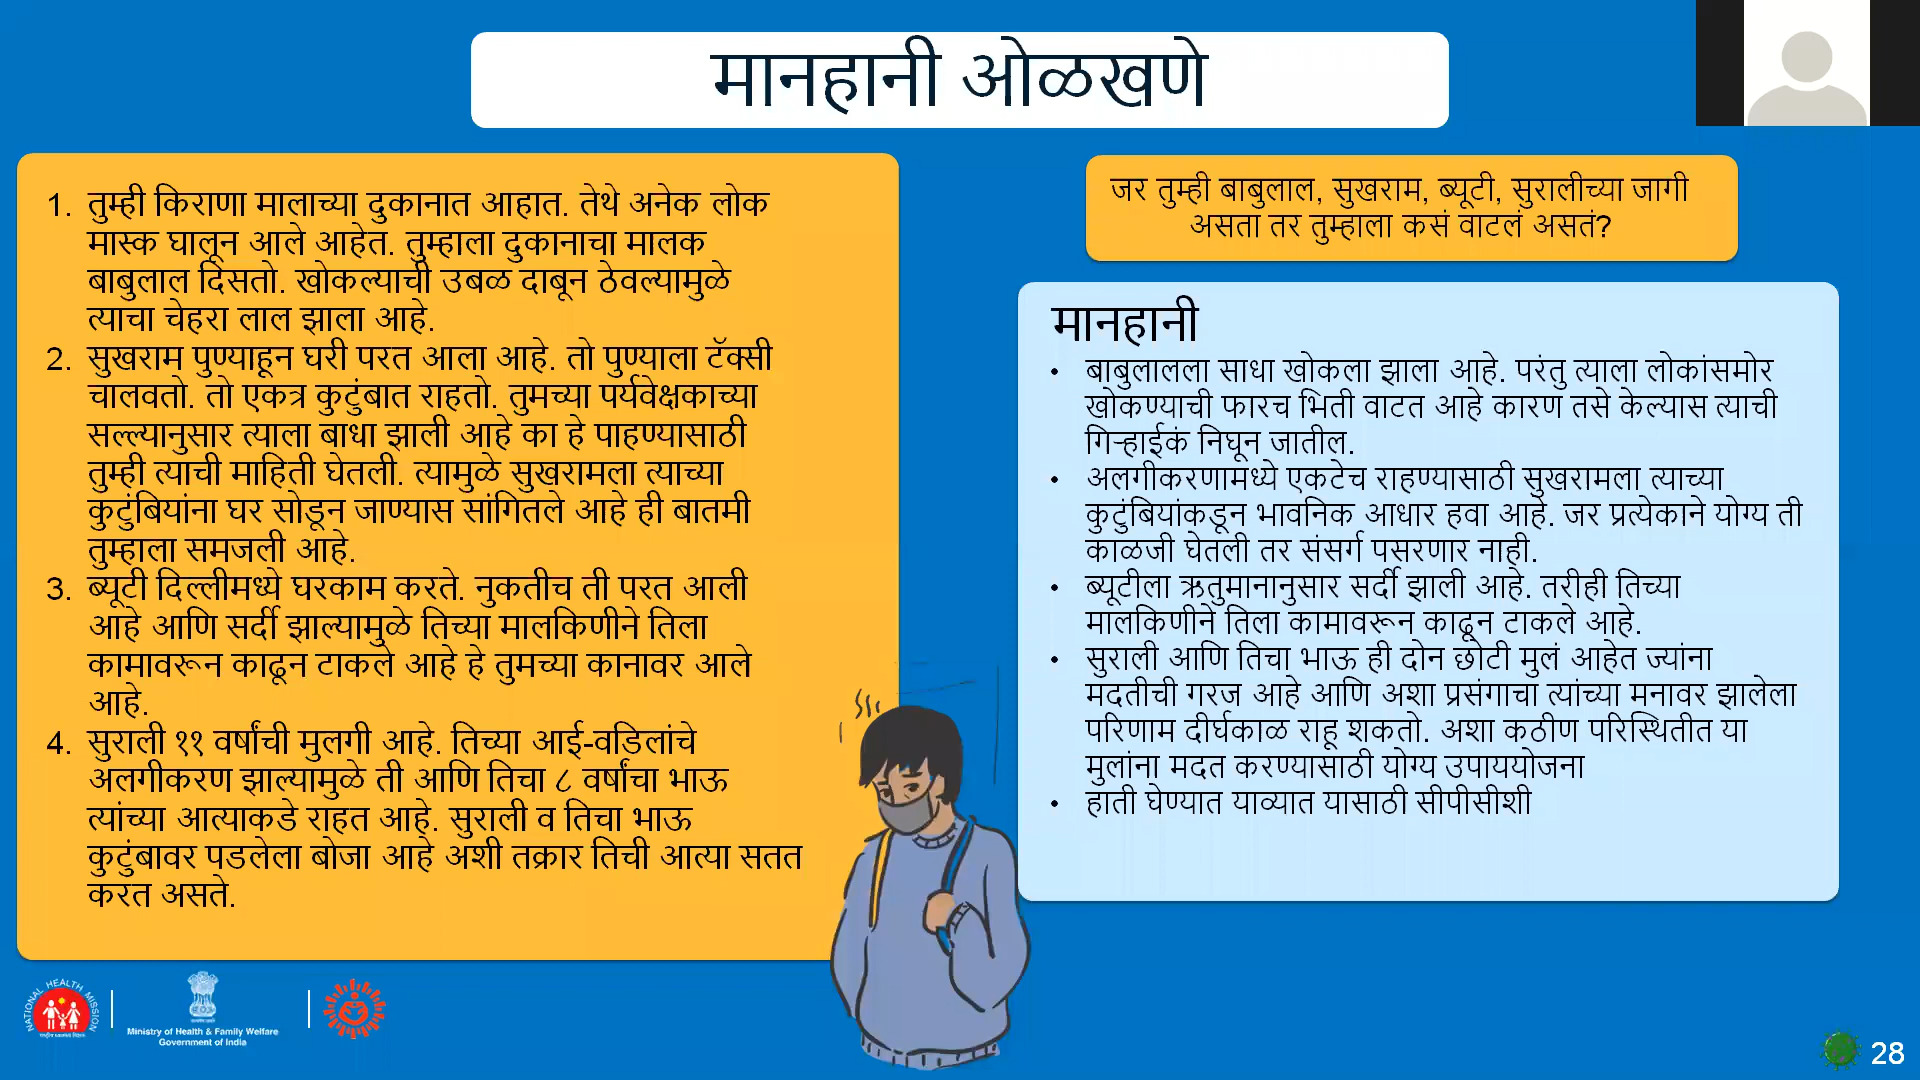 मानहानी ओळखणे
1. तुम्ही किराणा मालाच्या दुकानात आहात. तेथे अनेक लोक
मास्क घालून आले आहेत. तुम्हाला दुकानाचा मालक
बाबुलाल दिसतो. खोकल्याची उबळ दाबून ठेवल्यामुळे
त्याचा चेहरा लाल झाला आहे.
2. सुखराम पुण्याहून घरी परत आला आहे. तो पुण्याला टॅक्सी
चालवतो. तो एकत्र कुटुंबात राहतो. तुमच्या पर्यवेक्षकाच्या
सल्ल्यानुसार त्याला बाधा झाली आहे का हे पाहण्यासाठी
तुम्ही त्याची माहिती घेतली. त्यामुळे सुखरामला त्याच्या
कुटुंबियांना घर सोडून जाण्यास सांगितले आहे ही बातमी
तुम्हाला समजली आहे.
3. ब्यूटी दिल्लीमध्ये घरकाम करते. नुकतीच ती परत आली
आहे आणि सर्दी झाल्यामुळे तिच्या मालकिणीने तिला
कामावरून काढून टाकले आहे हे तुमच्या कानावर आले
आहे.
4. सुराली ११ वर्षांची मुलगी आहे. तिच्या आई-वडिलांचे
अलगीकरण झाल्यामुळे ती आणि तिचा ८ वर्षांचा भाऊ
त्यांच्या आत्याकडे राहत आहे. सुराली व तिचा भाऊ
कुटुंबावर पडलेला बोजा आहे अशी तक्रार तिची आत्या सतत
करत असते.
जर तुम्ही बाबुलाल, सुखराम, ब्यूटी, सुरालीच्या जागी
असता तर तुम्हाला कसं वाटलं असतं?
मानहानी
• बाबुलालला साधा खोकला झाला आहे. परंतु त्याला लोकांसमोर
खोकण्याची फारच भिती वाटत आहे कारण तसे केल्यास त्याची
गिऱ्हाईकं निघून जातील.
• अलगीकरणामध्ये एकटेच राहण्यासाठी सुखरामला त्याच्या
कुटुंबियांकडून भावनिक आधार हवा आहे. जर प्रत्येकाने योग्य ती
काळजी घेतली तर संसर्ग पसरणार नाही.
• ब्यूटीला ऋतुमानानुसार सर्दी झाली आहे. तरीही तिच्या
मालकिणीने तिला कामावरून काढून टाकले आहे.
• सुराली आणि तिचा भाऊ ही दोन छोटी मुलं आहेत ज्यांना
मदतीची गरज आहे आणि अशा प्रसंगाचा त्यांच्या मनावर झालेला
परिणाम दीर्घकाळ राहू शकतो. अशा कठीण परिस्थितीत या
मुलांना मदत करण्यासाठी योग्य उपाययोजना
• हाती घेण्यात याव्यात यासाठी सीपीसीशी
NATIONAL HEALTH MISSION
Ministry of Health & Family Welfare
Government of India
28